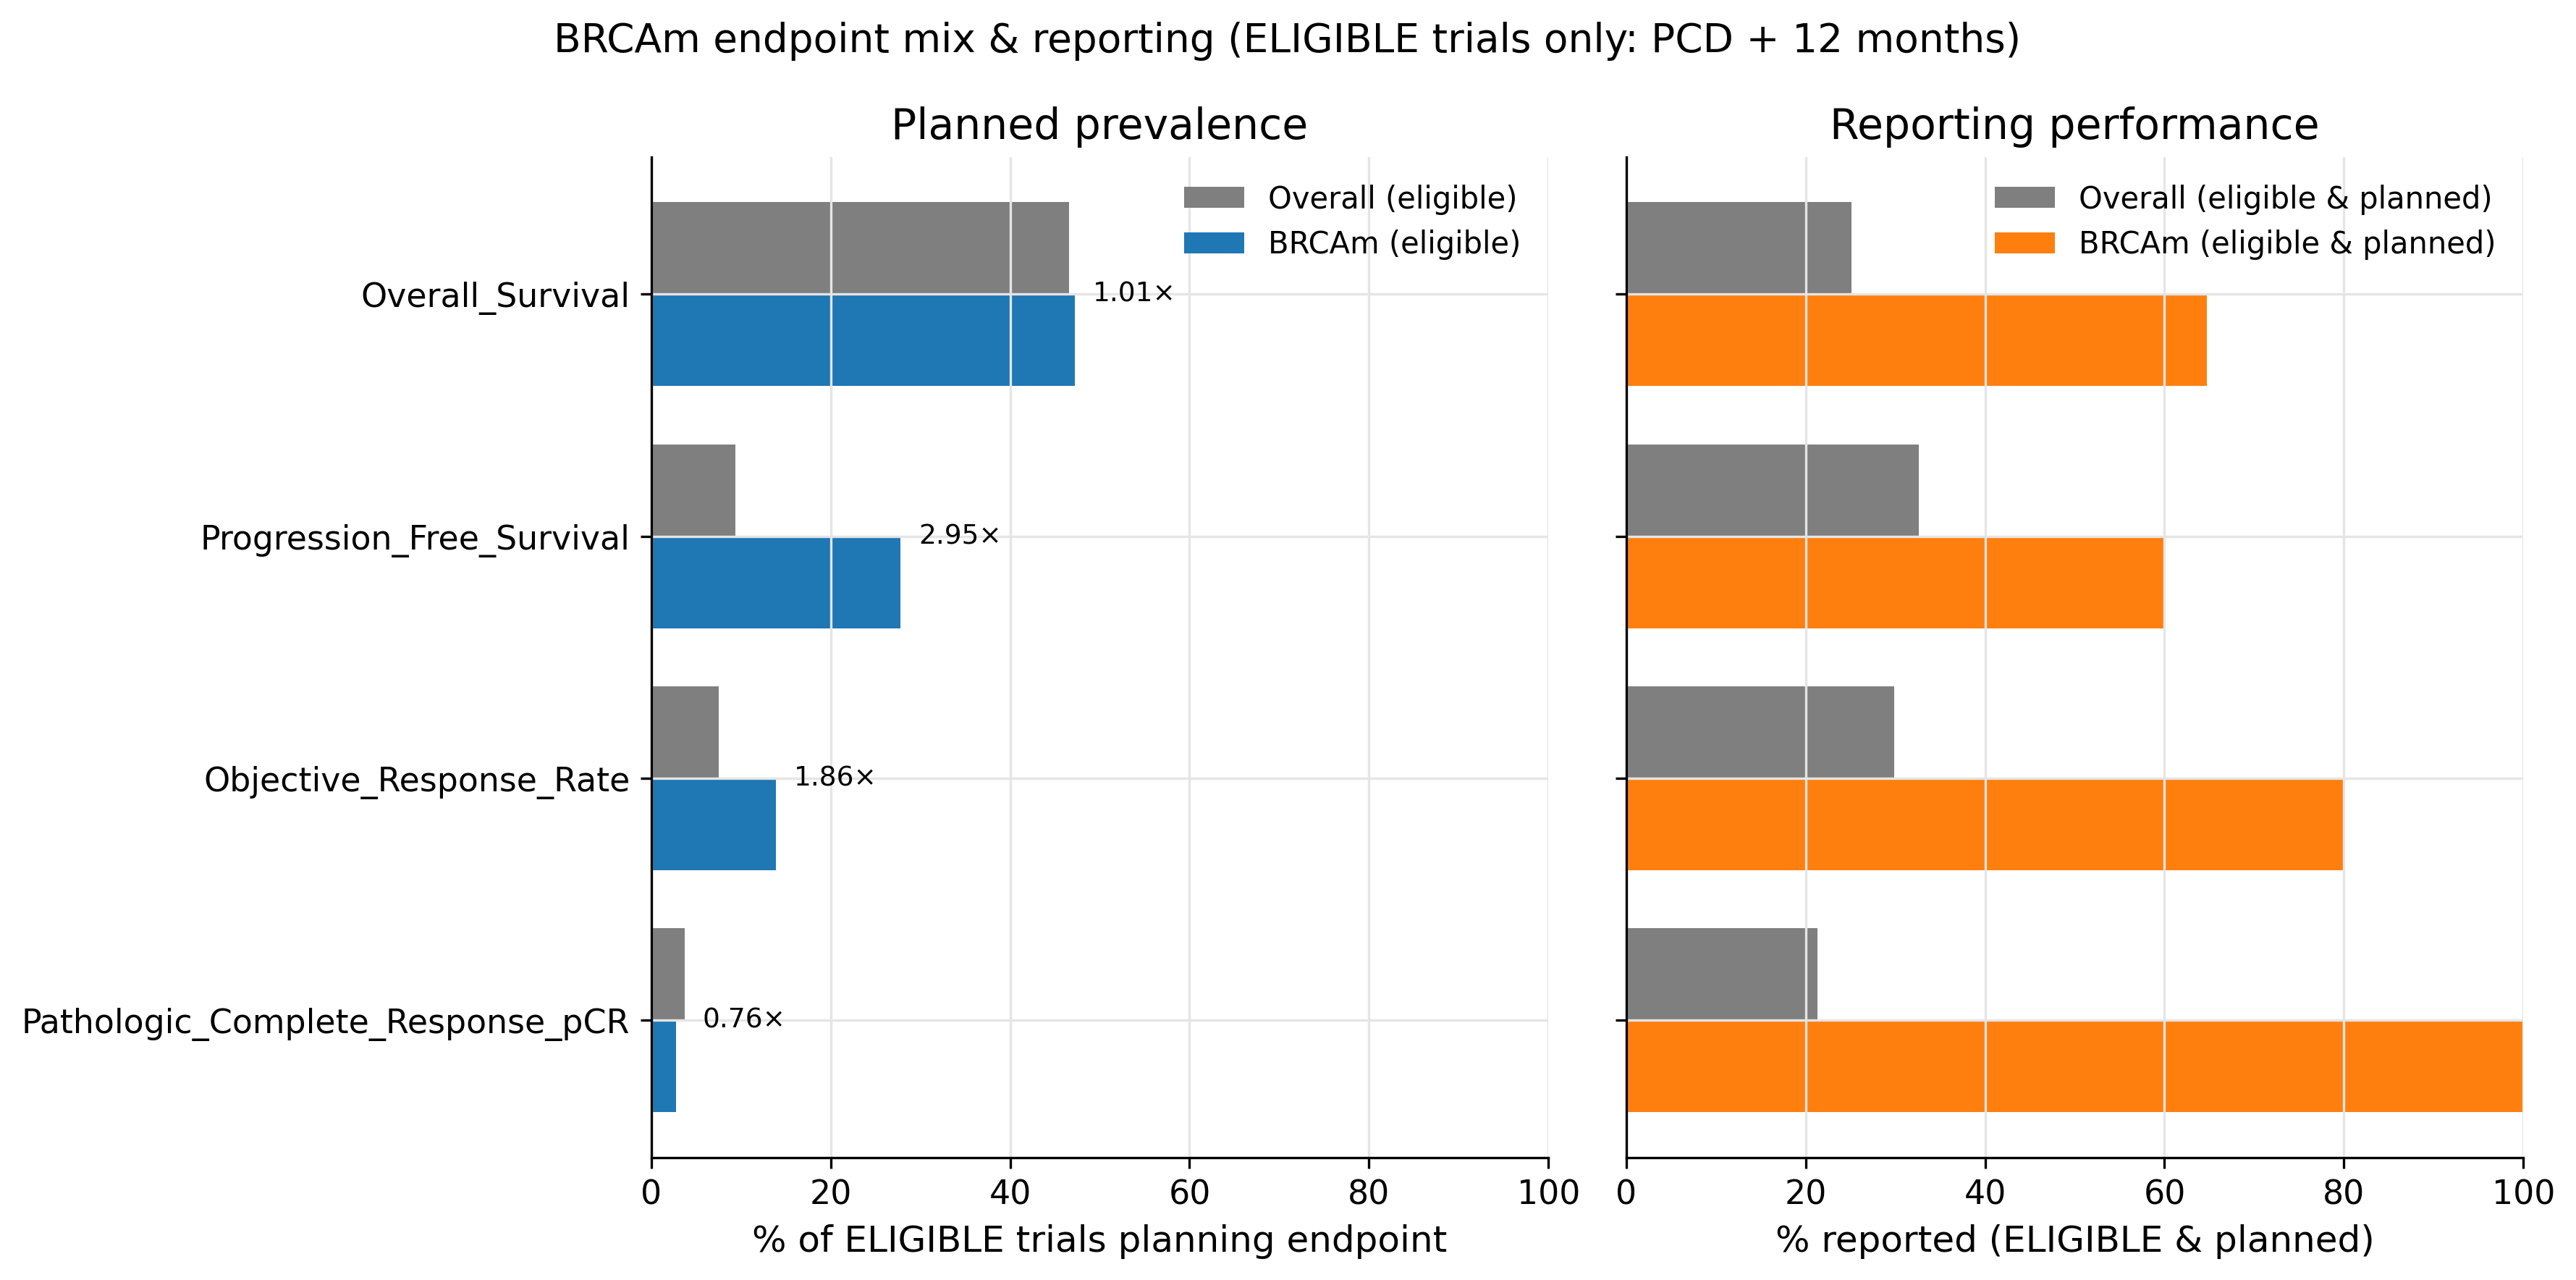 BRCAm endpoint mix & reporting (ELIGIBLE trials only: PCD + 12 months)
Planned prevalence
Overall (eligible)
BRCAm (eligible)
Overall_Survival
1.01×
Progression_Free_Survival
2.95×
Objective_Response_Rate
1.86×
Pathologic_Complete_Response_pCR
0.76×
0 20 40 60 80 100
% of ELIGIBLE trials planning endpoint
Reporting performance
Overall (eligible & planned)
BRCAm (eligible & planned)
0 20 40 60 80 100
% reported (ELIGIBLE & planned)